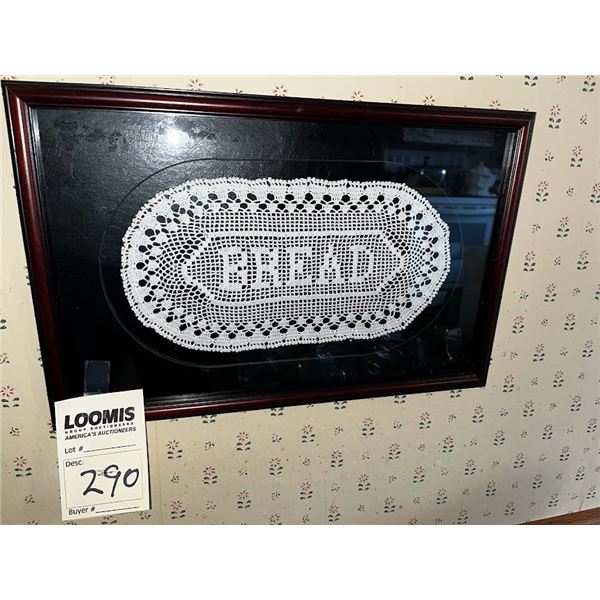 BREAD
LOOMIS
GROUP AUCTIONEERS
AMERICA'S AUCTIONEERS
Lot #
Desc:
290
Buyer #